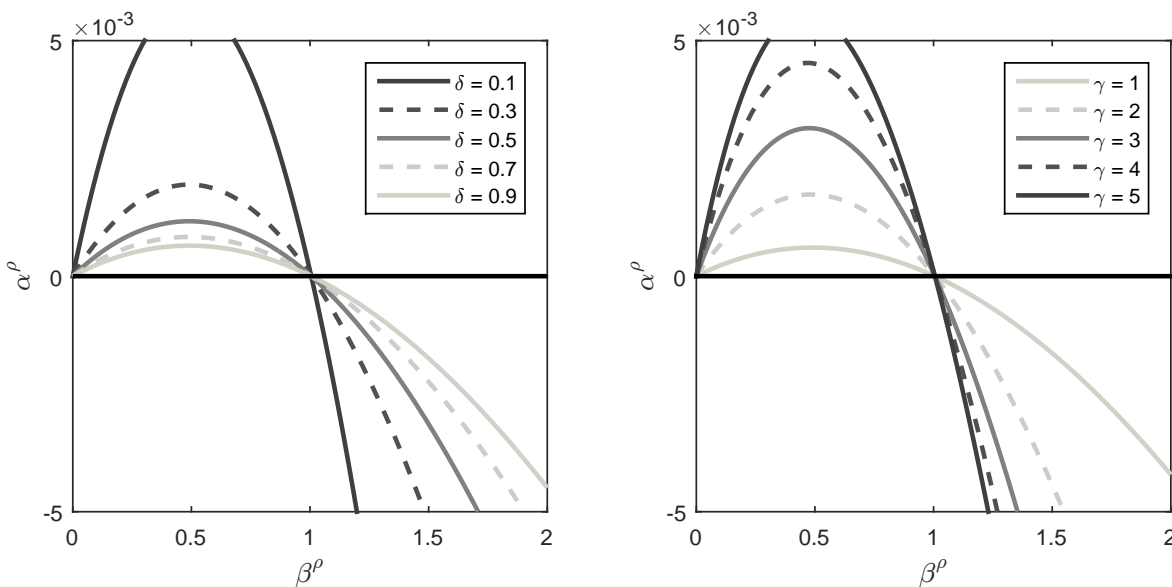 ×10⁻³
5
0
-5
α^ρ
0
0.5
1
1.5
2
β^ρ
δ = 0.1
δ = 0.3
δ = 0.5
δ = 0.7
δ = 0.9
×10⁻³
5
0
-5
α^ρ
0
0.5
1
1.5
2
β^ρ
γ = 1
γ = 2
γ = 3
γ = 4
γ = 5